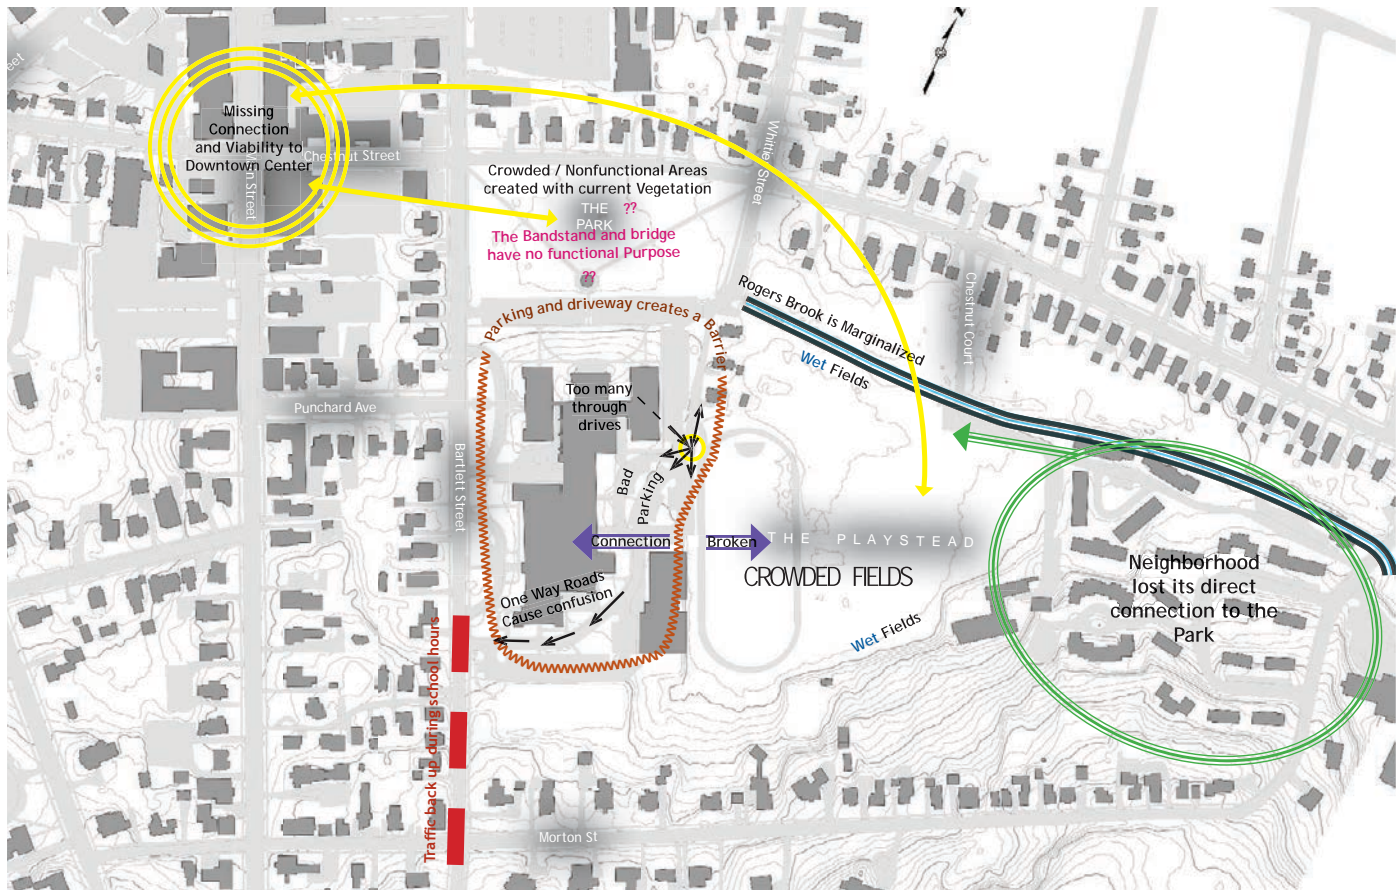 eet
Missing
Connection
and Viability to
Downtown Center
Main Street
Chestnut Street
Crowded / Nonfunctional Areas
created with current Vegetation
THE
PARK
??
The Bandstand and bridge
have no functional Purpose
??
Whittier Street
Parking and driveway creates a Barrier
Rogers Brook is Marginalized
Wet Fields
Chestnut Court
Too many
through
drives
Punchard Ave
Bartlett Street
Bad
Parking
Connection
Broken
THE PLAYSTEAD
CROWDED FIELDS
Neighborhood
lost its direct
connection to the
Park
One Way Roads
Cause confusion
Wet Fields
Traffic back up during school hours
Morton St